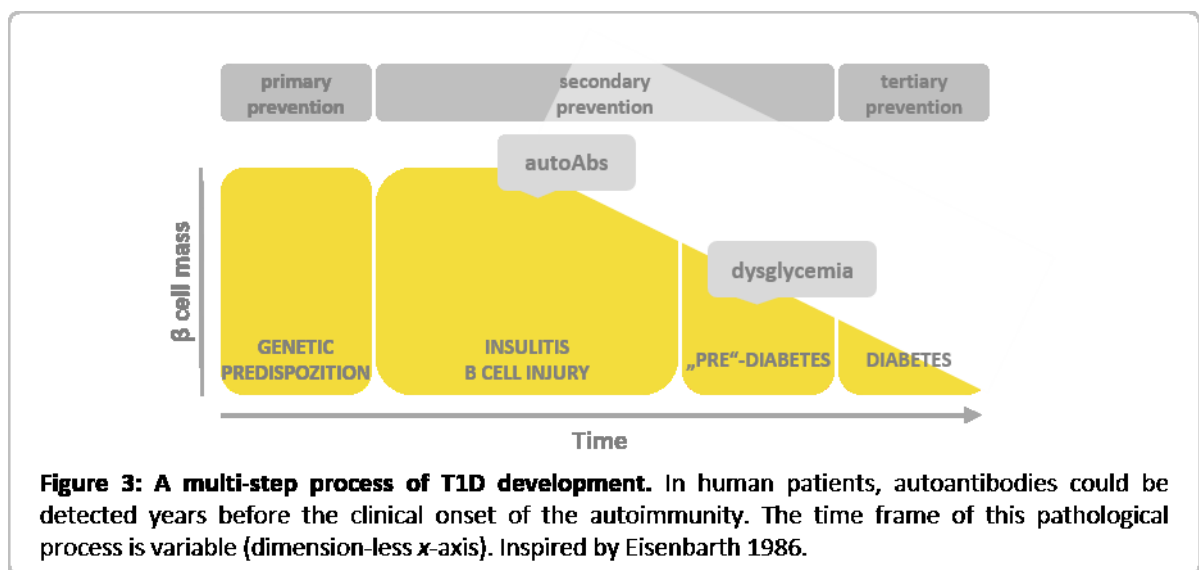 primary
prevention
secondary
prevention
tertiary
prevention
autoAbs
dysglycemia
β cell mass
GENETIC
PREDISPOZITION
INSULITIS
B CELL INJURY
„PRE“-DIABETES
DIABETES
Time
Figure 3: A multi-step process of T1D development. In human patients, autoantibodies could be
detected years before the clinical onset of the autoimmunity. The time frame of this pathological
process is variable (dimension-less x-axis). Inspired by Eisenbarth 1986.